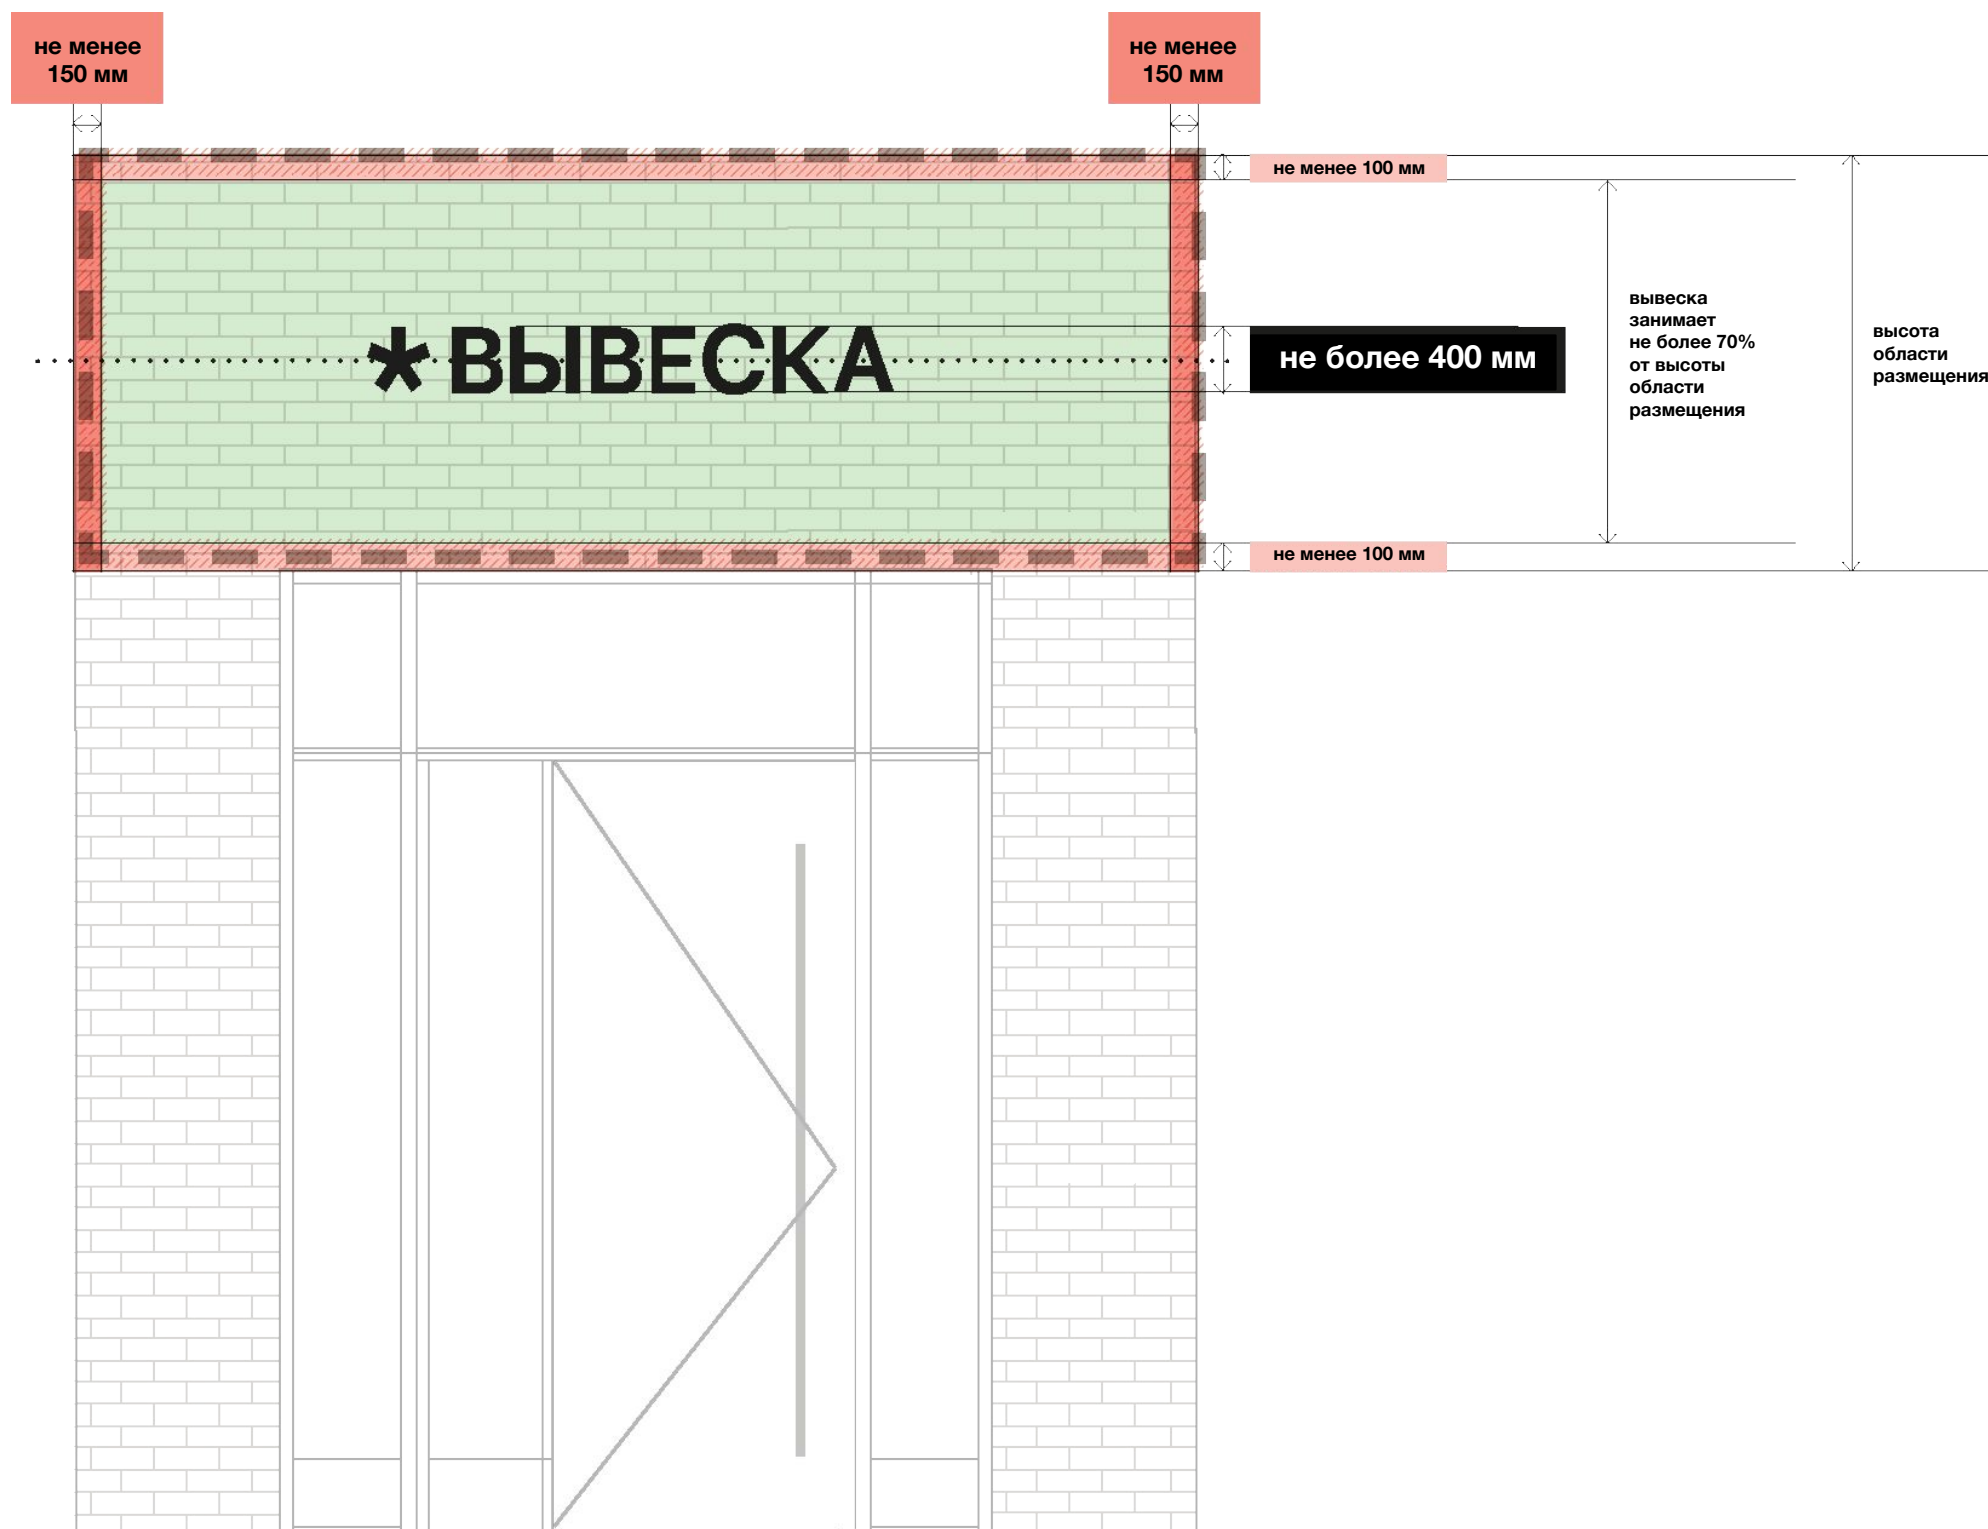 не менее
150 мм
не менее
150 мм
не менее 100 мм
* ВЫВЕСКА
не более 400 мм
вывеска
занимает
не более 70%
от высоты
области
размещения
высота
области
размещения
не менее 100 мм